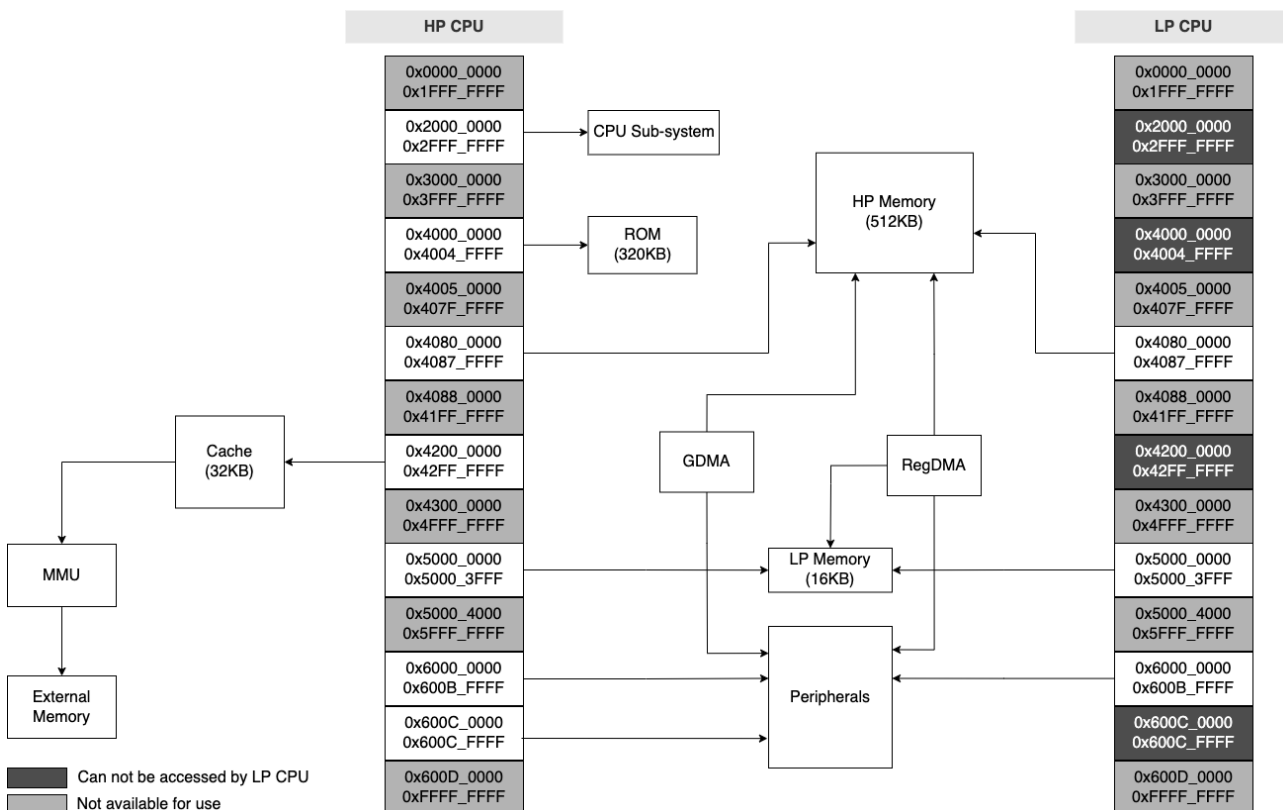 HP CPU
LP CPU
0x0000_0000
0x1FFF_FFFF
0x2000_0000
0x2FFF_FFFF
0x3000_0000
0x3FFF_FFFF
0x4000_0000
0x4004_FFFF
0x4005_0000
0x407F_FFFF
0x4080_0000
0x4087_FFFF
0x4088_0000
0x41FF_FFFF
0x4200_0000
0x42FF_FFFF
0x4300_0000
0x4FFF_FFFF
0x5000_0000
0x5000_3FFF
0x5000_4000
0x5FFF_FFFF
0x6000_0000
0x600B_FFFF
0x600C_0000
0x600C_FFFF
0x600D_0000
0xFFFF_FFFF
CPU Sub-system
ROM
(320KB)
HP Memory
(512KB)
Cache
(32KB)
GDMA
RegDMA
MMU
LP Memory
(16KB)
External
Memory
Peripherals
0x0000_0000
0x1FFF_FFFF
0x2000_0000
0x2FFF_FFFF
0x3000_0000
0x3FFF_FFFF
0x4000_0000
0x4004_FFFF
0x4005_0000
0x407F_FFFF
0x4080_0000
0x4087_FFFF
0x4088_0000
0x41FF_FFFF
0x4200_0000
0x42FF_FFFF
0x4300_0000
0x4FFF_FFFF
0x5000_0000
0x5000_3FFF
0x5000_4000
0x5FFF_FFFF
0x6000_0000
0x600B_FFFF
0x600C_0000
0x600C_FFFF
0x600D_0000
0xFFFF_FFFF
Can not be accessed by LP CPU
Not available for use